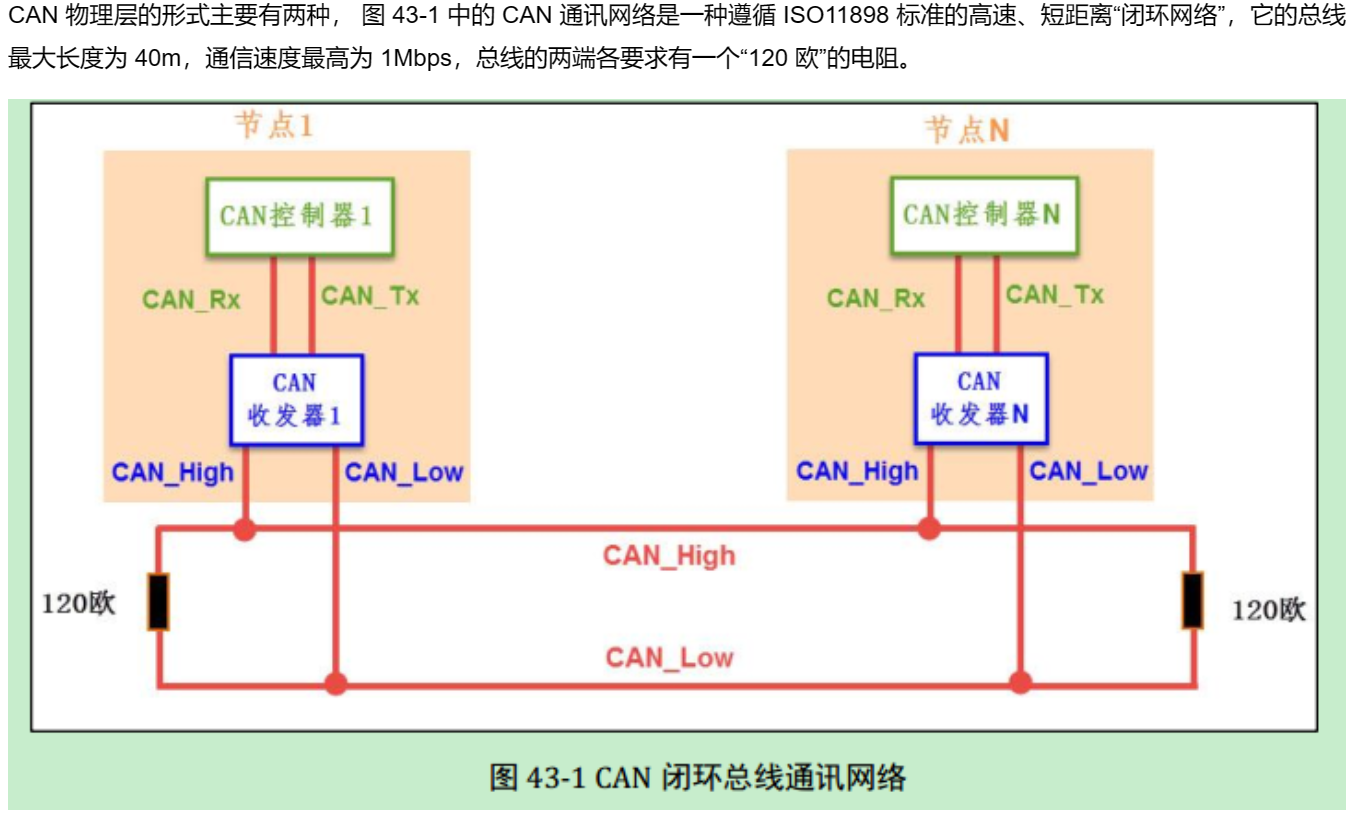 CAN 物理层的形式主要有两种， 图 43-1 中的 CAN 通讯网络是一种遵循 ISO11898 标准的高速、短距离“闭环网络”，它的总线
最大长度为 40m，通信速度最高为 1Mbps，总线的两端各要求有一个“120 欧”的电阻。
节点1
节点N
CAN控制器1
CAN控制器N
CAN_Rx
CAN_Tx
CAN_Rx
CAN_Tx
CAN
收发器1
CAN
收发器N
CAN_High
CAN_Low
CAN_High
CAN_Low
CAN_High
120欧
120欧
CAN_Low
图 43-1 CAN 闭环总线通讯网络